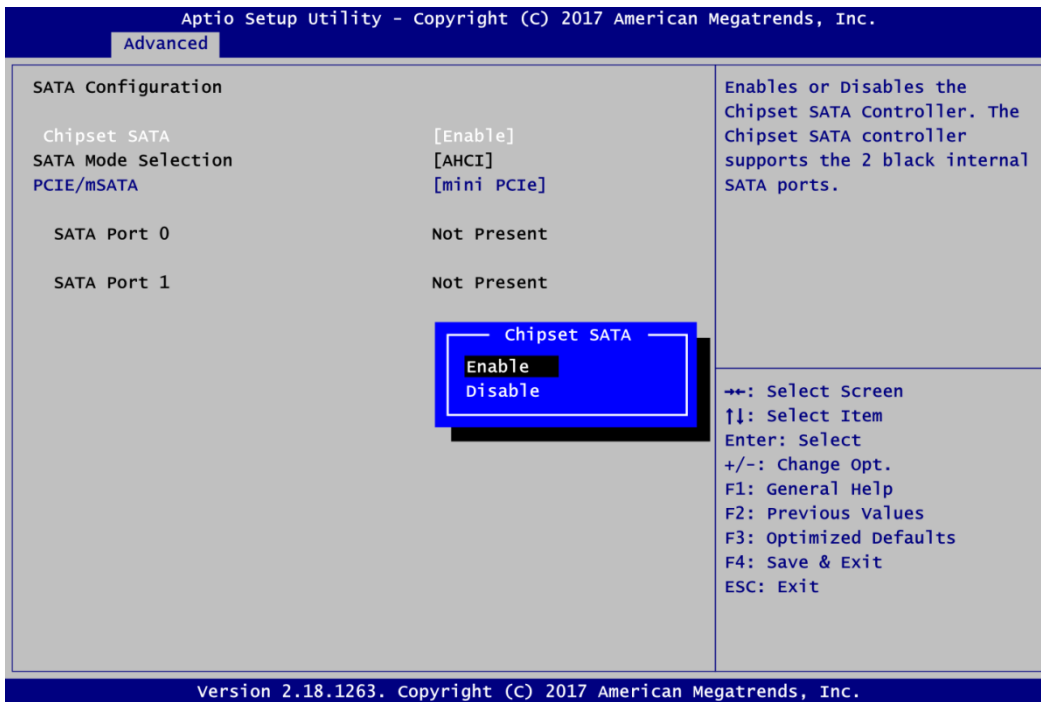 Aptio Setup Utility - Copyright (C) 2017 American Megatrends, Inc.
Advanced
SATA Configuration
Chipset SATA [Enable]
SATA Mode Selection [AHCI]
PCIE/mSATA [mini PCIe]
SATA Port 0 Not Present
SATA Port 1 Not Present
Chipset SATA
Enable
Disable
Enables or Disables the
Chipset SATA Controller. The
Chipset SATA controller
supports the 2 black internal
SATA ports.
→←: Select Screen
↑↓: Select Item
Enter: Select
+/-: Change Opt.
F1: General Help
F2: Previous Values
F3: Optimized Defaults
F4: Save & Exit
ESC: Exit
Version 2.18.1263. Copyright (C) 2017 American Megatrends, Inc.